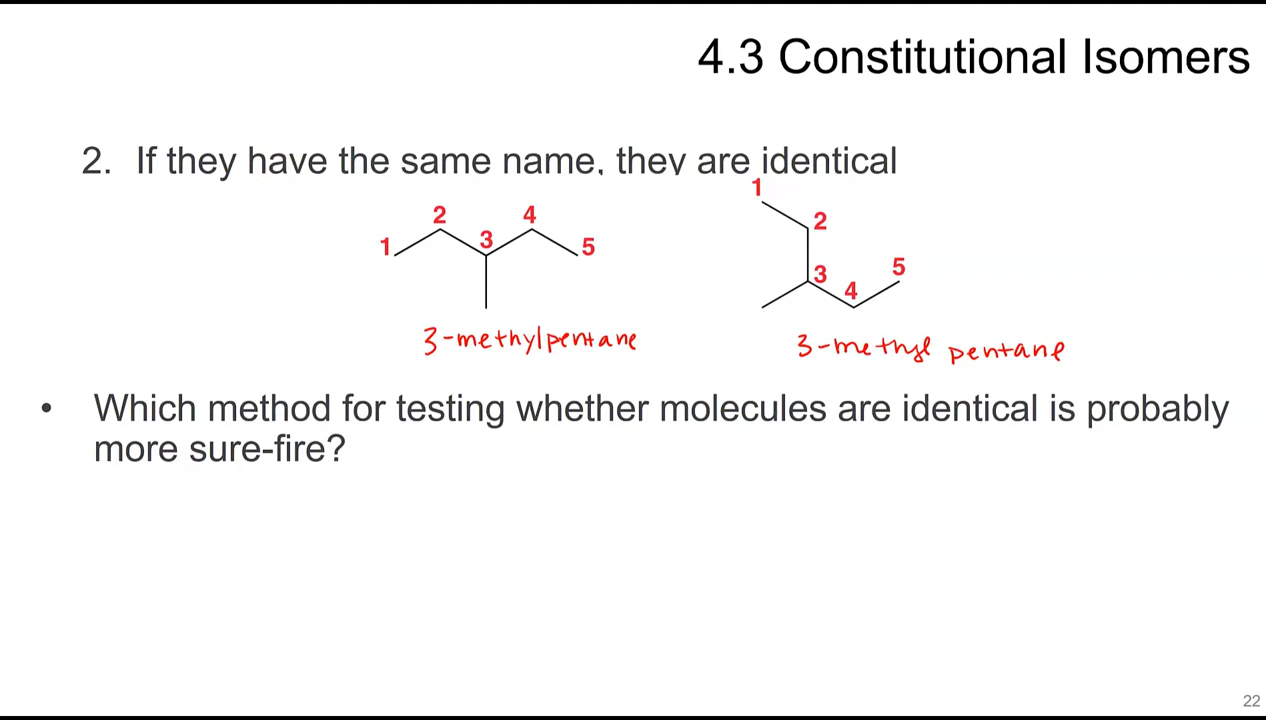 4.3 Constitutional Isomers
2. If they have the same name, they are identical
1 2 3 4 5
1 2 3 4 5
3-methylpentane
3-methyl pentane
• Which method for testing whether molecules are identical is probably
more sure-fire?
22